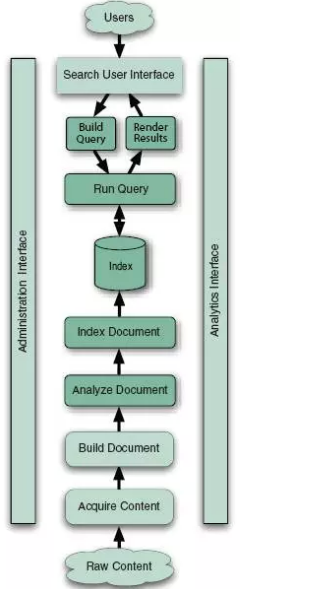 Users
Search User Interface
Build
Query
Render
Results
Run Query
Index
Index Document
Analyze Document
Build Document
Acquire Content
Raw Content
Administration Interface
Analytics Interface